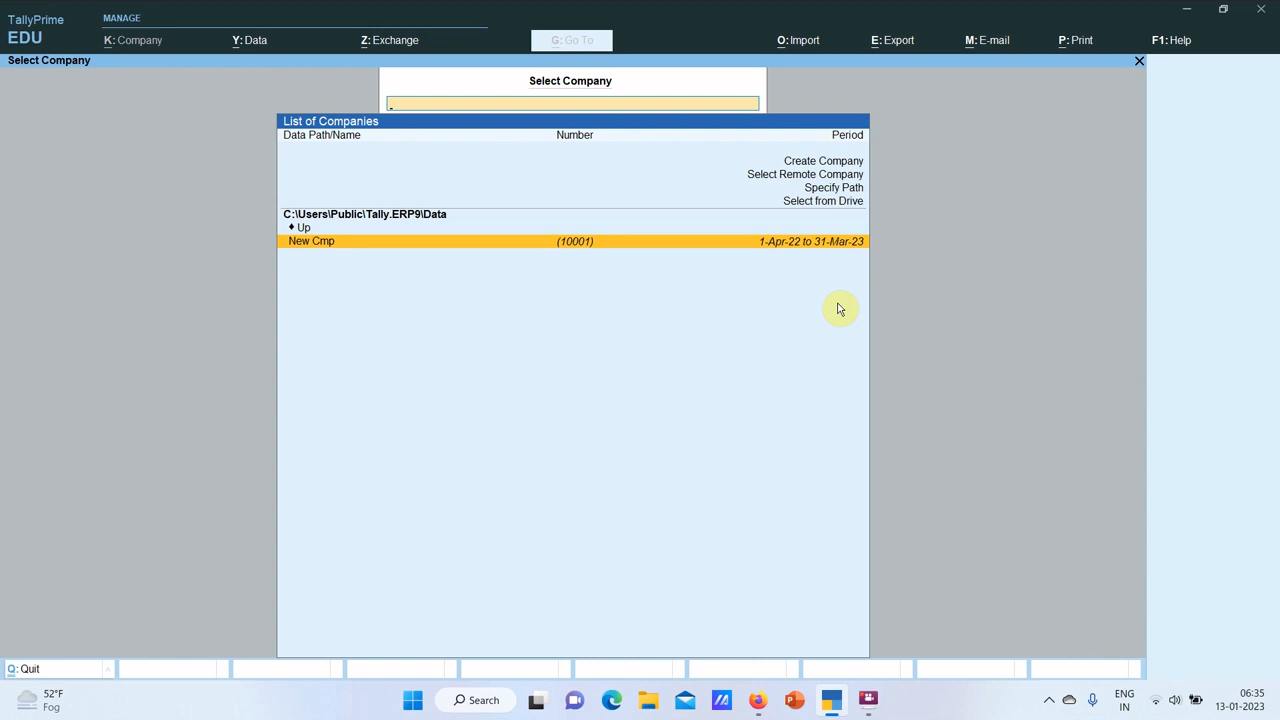 TallyPrime
EDU
MANAGE
K: Company
Y: Data
Z: Exchange
G: Go To
O: Import
E: Export
M: E-mail
P: Print
F1: Help
Select Company
Select Company
List of Companies
Data Path/Name Number Period
Create Company
Select Remote Company
Specify Path
Select from Drive
C:\Users\Public\Tally.ERP9\Data
♦ Up
New Cmp (10001) 1-Apr-22 to 31-Mar-23
Q: Quit
52°F
Fog
Search
ENG
IN
06:35
13-01-2023